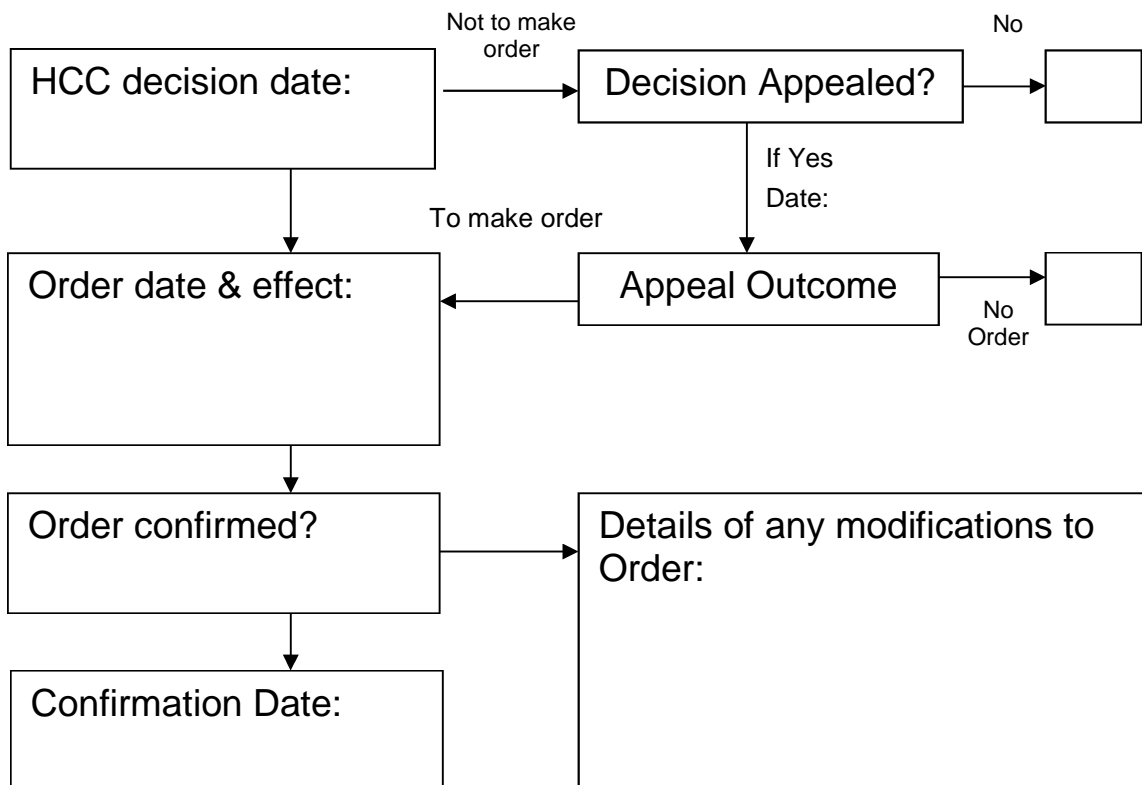 Not to make
order
No
HCC decision date:
Decision Appealed?
If Yes
Date:
To make order
Order date & effect:
Appeal Outcome
No
Order
Order confirmed?
Details of any modifications to
Order:
Confirmation Date: